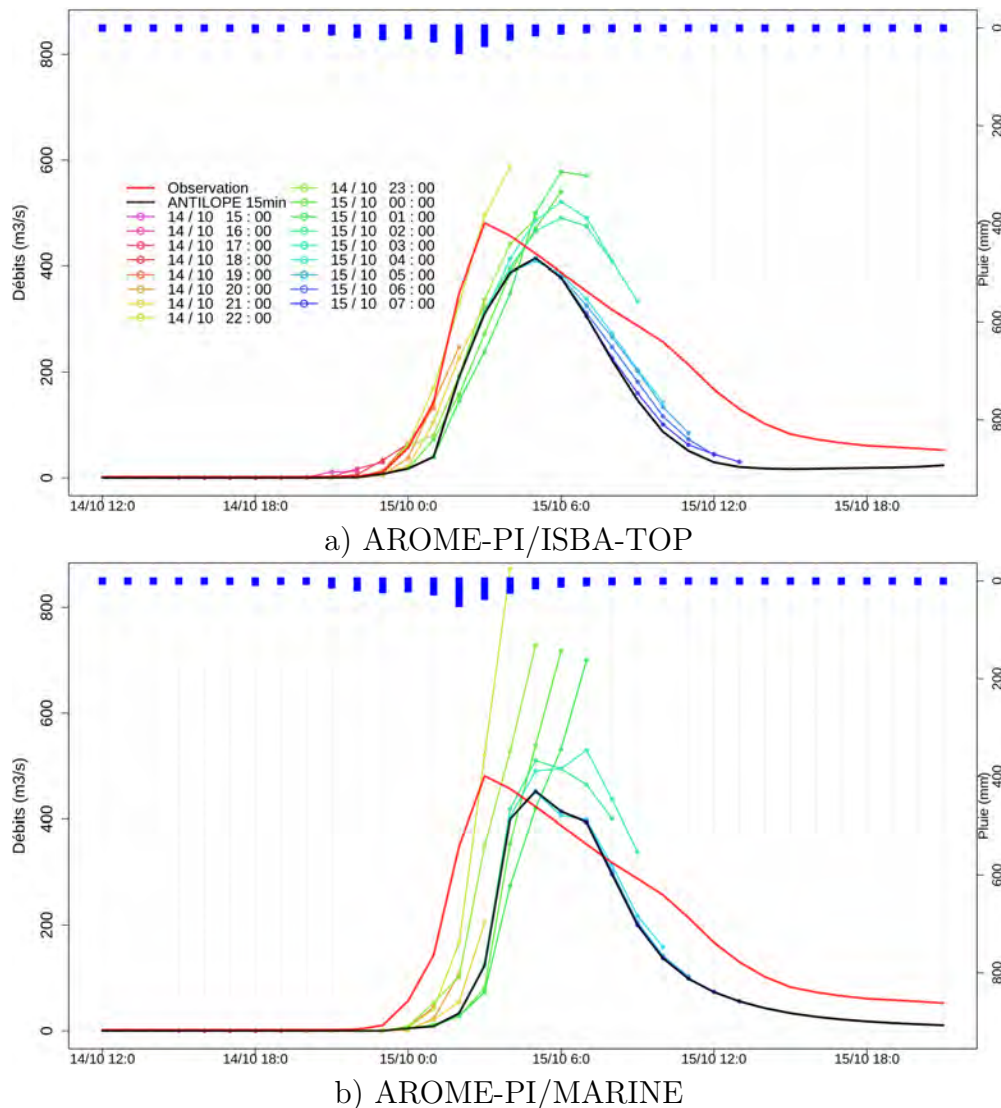 800
600
400
200
0
Débits (m3/s)
0
200
400
600
800
Pluie (mm)
Observation
ANTILOPE 15min
14 / 10 15 : 00
14 / 10 16 : 00
14 / 10 17 : 00
14 / 10 18 : 00
14 / 10 19 : 00
14 / 10 20 : 00
14 / 10 21 : 00
14 / 10 22 : 00
14 / 10 23 : 00
15 / 10 00 : 00
15 / 10 01 : 00
15 / 10 02 : 00
15 / 10 03 : 00
15 / 10 04 : 00
15 / 10 05 : 00
15 / 10 06 : 00
15 / 10 07 : 00
14/10 12:0 14/10 18:0 15/10 0:0 15/10 6:0 15/10 12:0 15/10 18:0
a) AROME-PI/ISBA-TOP
800
600
400
200
0
Débits (m3/s)
0
200
400
600
800
Pluie (mm)
14/10 12:0 14/10 18:0 15/10 0:0 15/10 6:0 15/10 12:0 15/10 18:0
b) AROME-PI/MARINE